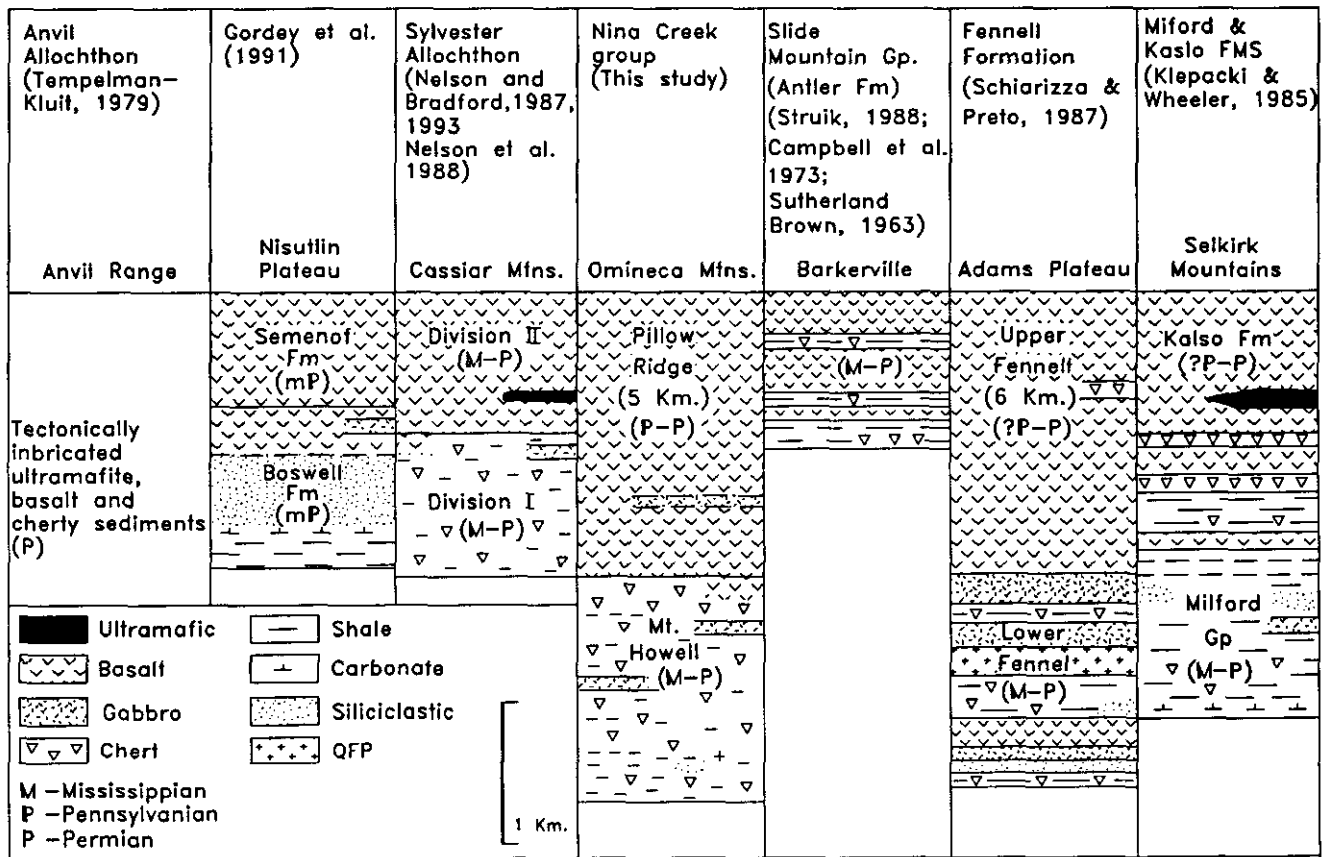 Anvil
Allochthon
(Tempelman-
Kluit, 1979)
Anvil Range
Gordey et al.
(1991)
Nisutlin
Plateau
Sylvester
Allochthon
(Nelson and
Bradford,1987,
1993
Nelson et al.
1988)
Cassiar Mtns.
Nina Creek
group
(This study)
Omineca Mtns.
Slide
Mountain Gp.
(Antler Fm)
(Struik, 1988;
Campbell et al.
1973;
Sutherland
Brown, 1963)
Barkerville
Fennell
Formation
(Schiarizza &
Preto, 1987)
Adams Plateau
Miford &
Kaslo FMS
(Klepacki &
Wheeler, 1985)
Selkirk
Mountains
Tectonically
inbricated
ultramafite,
basalt and
cherty sediments
(P)
Semenof
Fm
(mP)
Boswell
Fm
(mP)
Division II
(M-P)
Division I
(M-P)
Pillow
Ridge
(5 Km.)
(P-P)
Mt.
Howell
(M-P)
(M-P)
Upper
Fennell
(6 Km.)
(?P-P)
Lower
Fennel
(M-P)
Kalso Fm
(?P-P)
Milford
Gp
(M-P)
Ultramafic
Basalt
Gabbro
Chert
Shale
Carbonate
Siliciclastic
QFP
M -Mississippian
P -Pennsylvanian
P -Permian
1 Km.